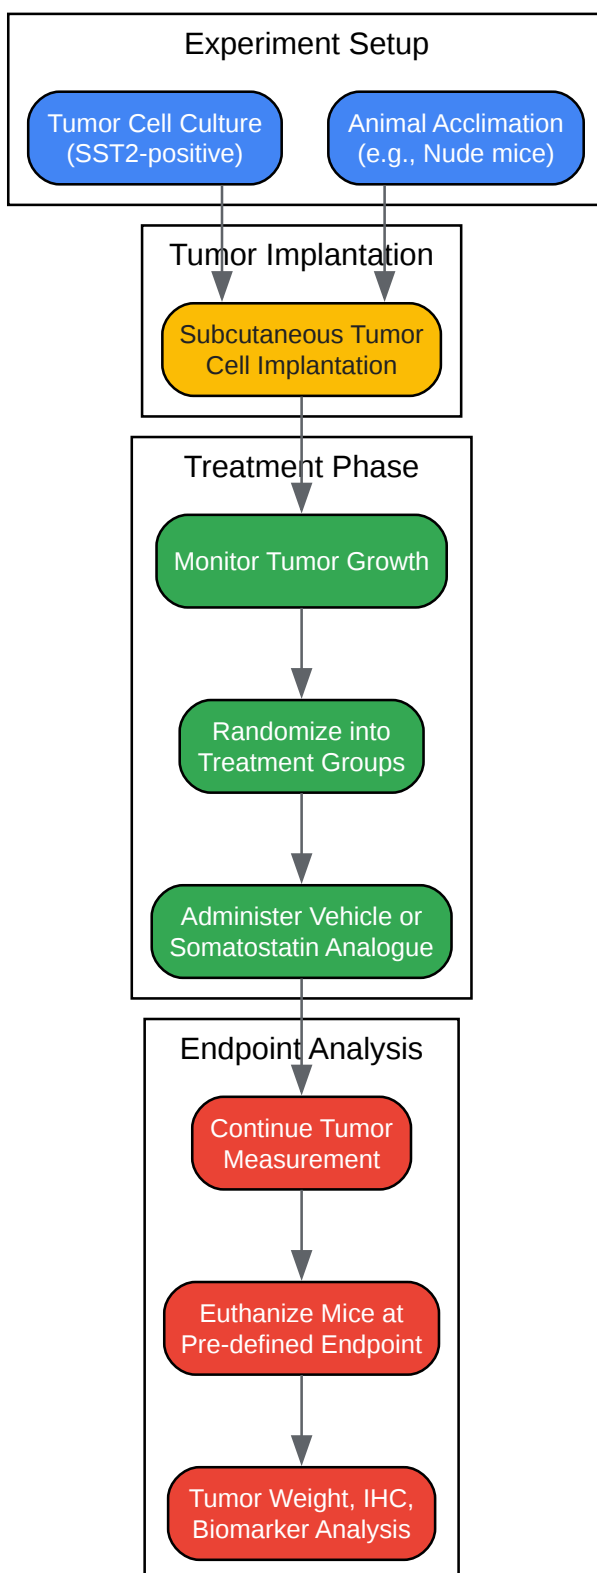 Experiment Setup
Tumor Cell Culture
(SST2-positive)
Animal Acclimation
(e.g., Nude mice)
Tumor Implantation
Subcutaneous Tumor
Cell Implantation
Treatment Phase
Monitor Tumor Growth
Randomize into
Treatment Groups
Administer Vehicle or
Somatostatin Analogue
Endpoint Analysis
Continue Tumor
Measurement
Euthanize Mice at
Pre-defined Endpoint
Tumor Weight, IHC,
Biomarker Analysis